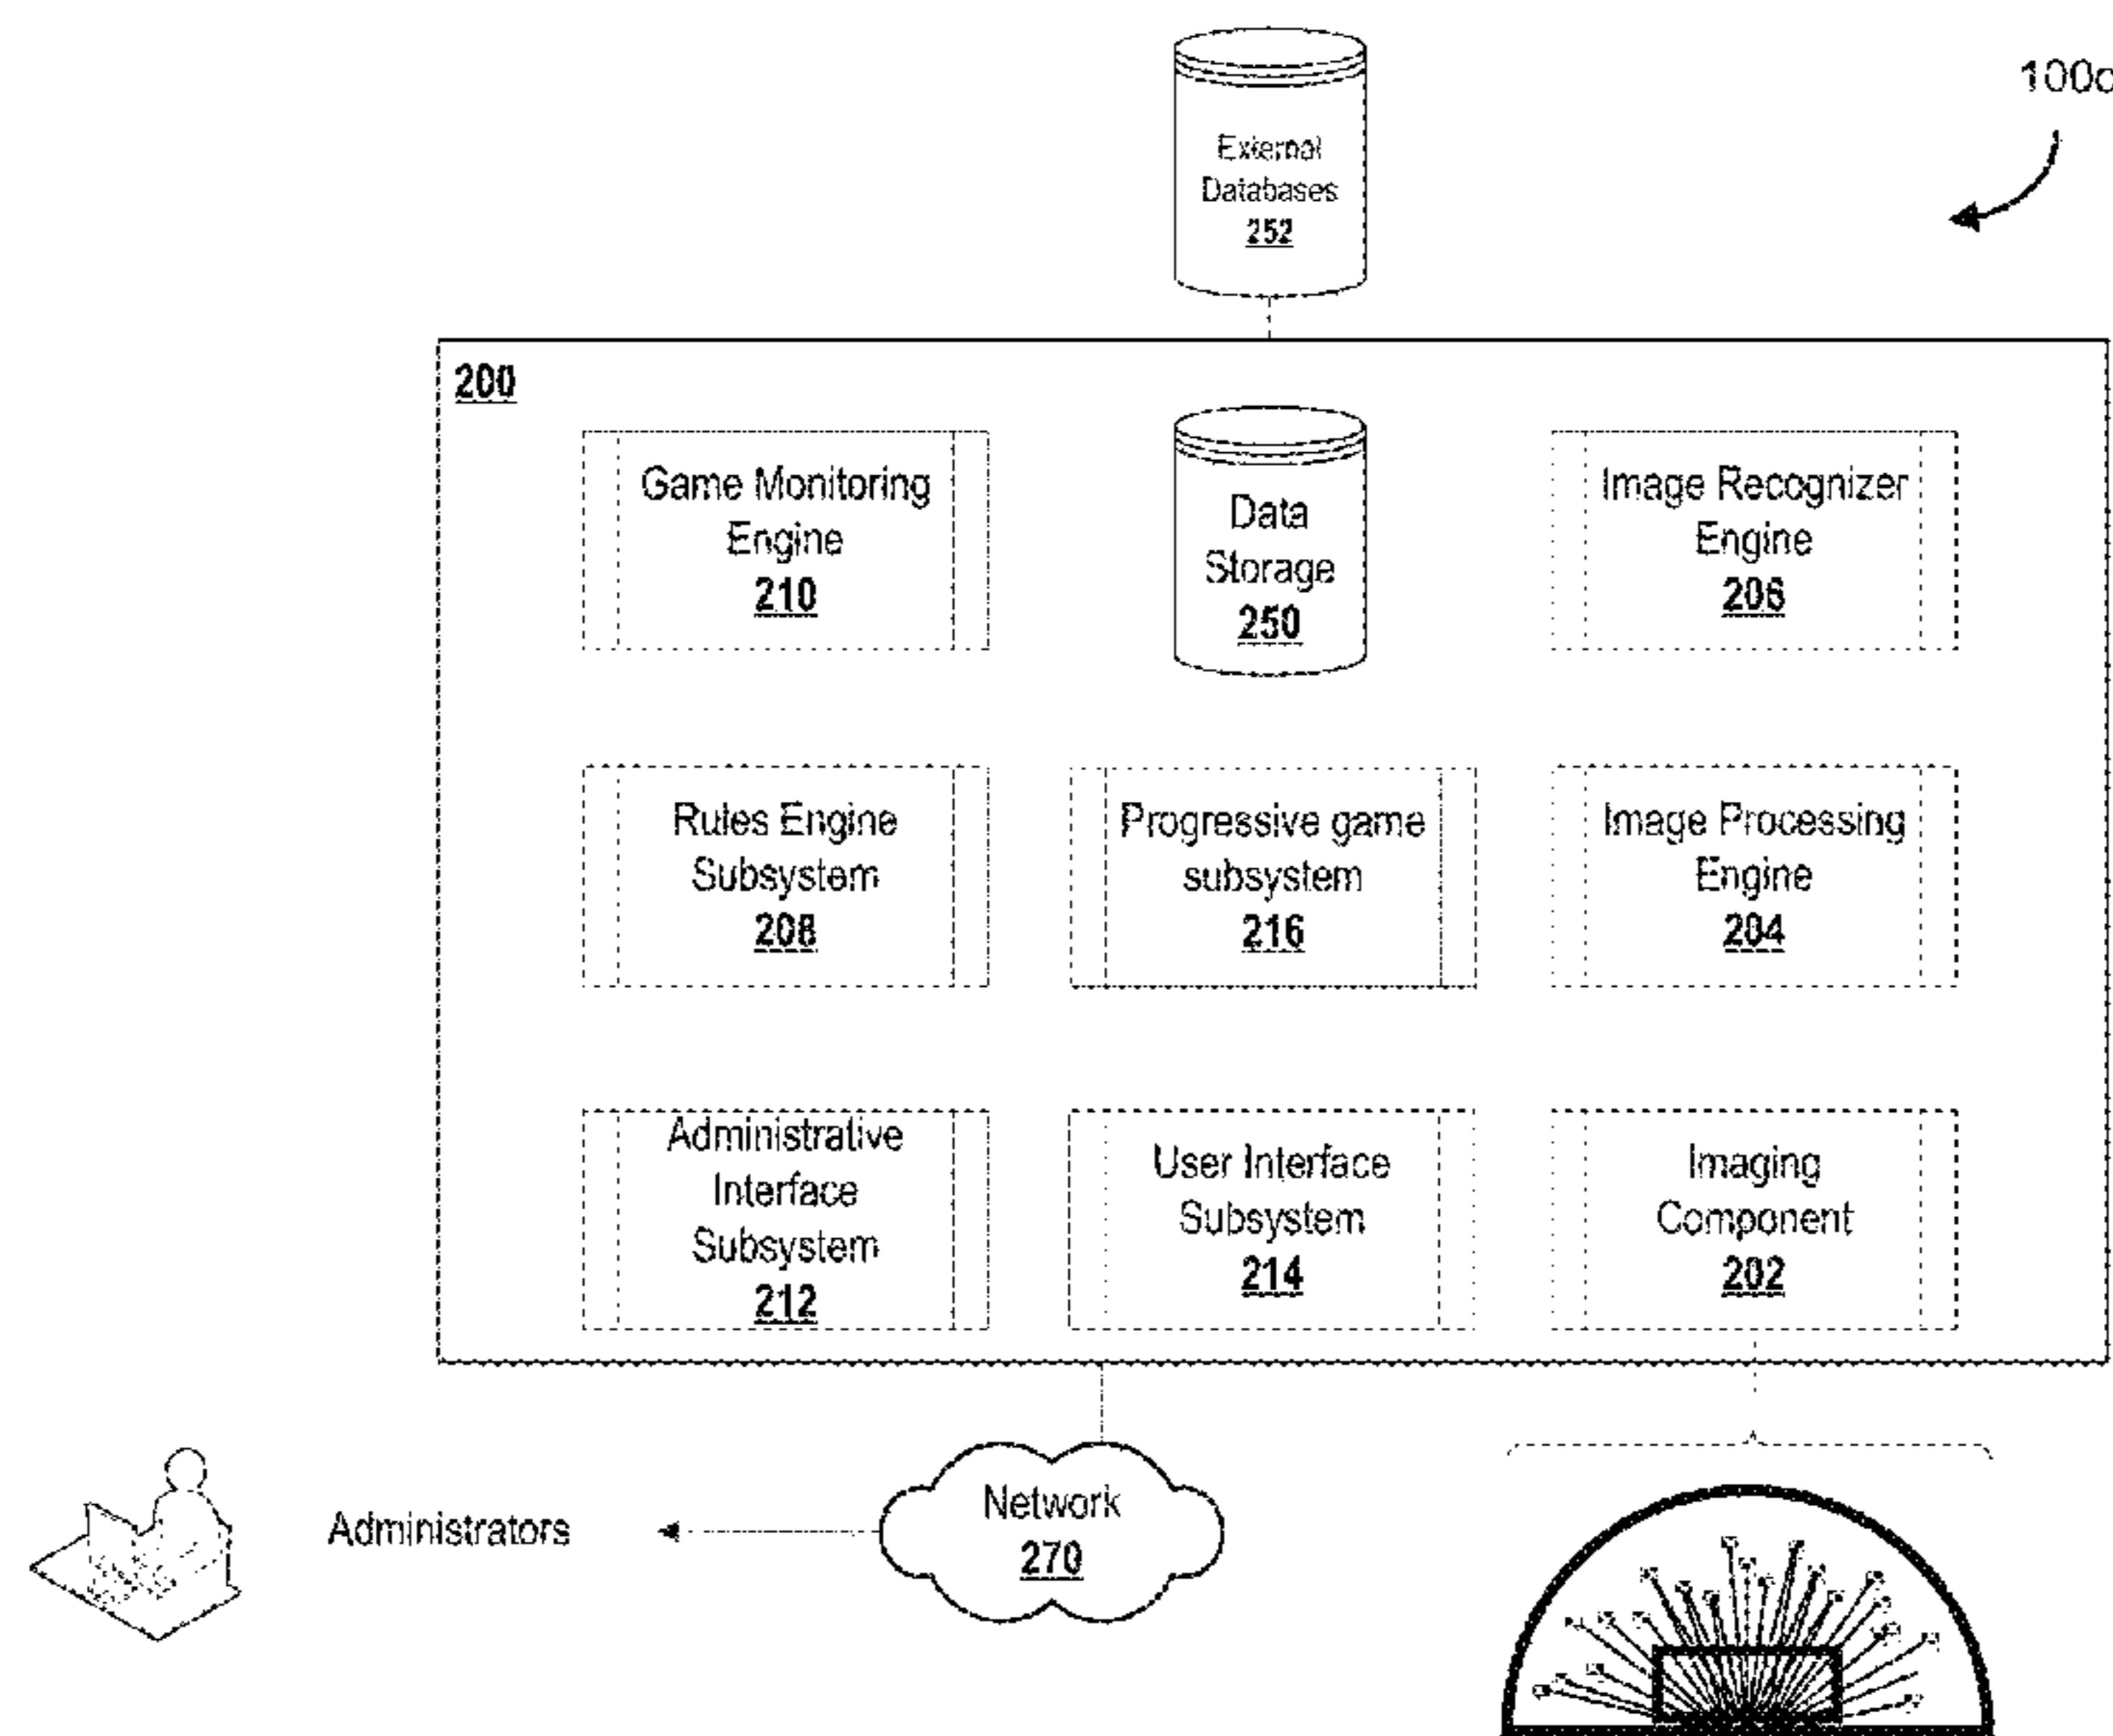 100c
External
Databases
252
200
Game Monitoring
Engine
210
Data
Storage
250
Image Recognizer
Engine
206
Rules Engine
Subsystem
208
Progressive game
subsystem
216
Image Processing
Engine
204
Administrative
Interface
Subsystem
212
User Interface
Subsystem
214
Imaging
Component
202
Administrators
Network
270